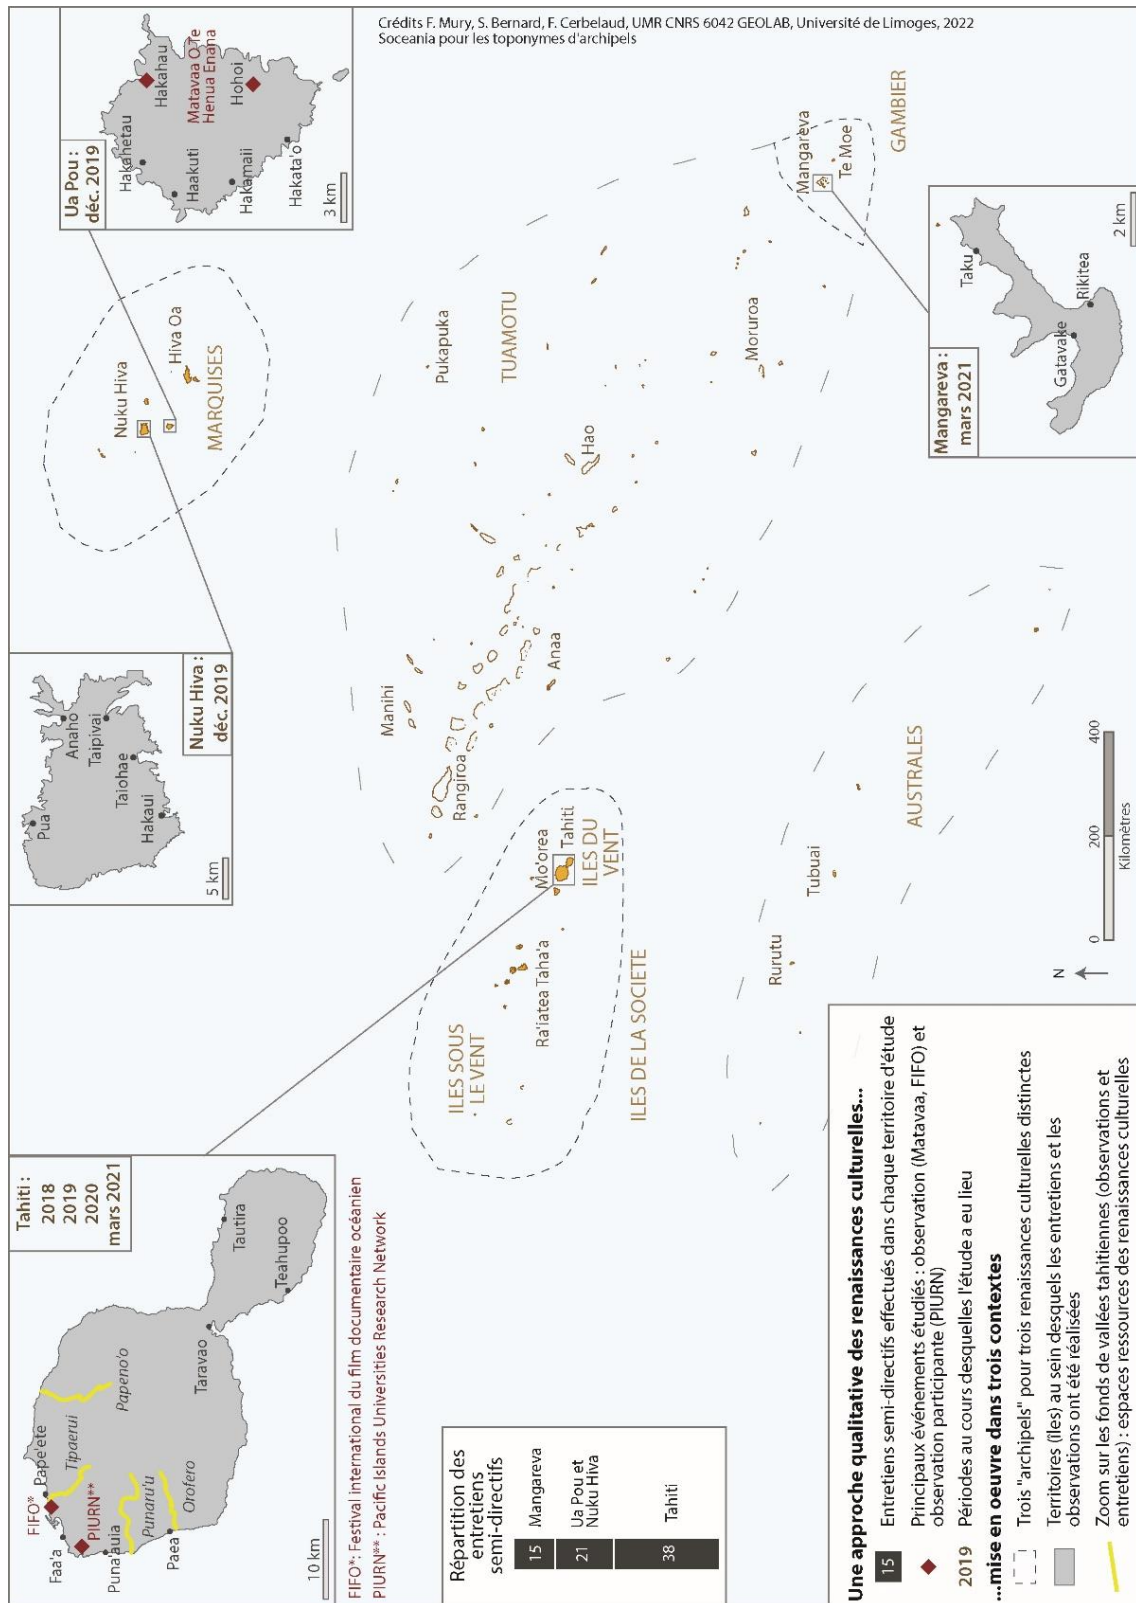 Crédits F. Mury, S. Bernard, F. Cerbelaud, UMR CNRS 6042 GEOLAB, Université de Limoges, 2022
Soceania pour les toponymes d'archipels
Tahiti :
2018
2019
2020
mars 2021
FIFO*
Pape'ete
Faa'a
Tipaerui
PIURN**
Papeno'o
Puna'auia
Punaru'u
Orofero
Paea
Taravao
Tautira
Teahupoo
10 km
FIFO*: Festival international du film documentaire océanien
PIURN** : Pacific Islands Universities Research Network
Nuku Hiva :
déc. 2019
Pua
Anaho
Taipivai
Taiohae
Hakaui
5 km
Ua Pou :
déc. 2019
Hakahau
Hakahetau
Matavaa O Te
Henua Enana
Haakuti
Hohoi
Hakamaii
Hakata'o
3 km
Nuku Hiva
Hiva Oa
MARQUISES
Manihi
Rangiroa
Anaa
Pukapuka
TUAMOTU
Hao
Moruroa
Mangareva
Te Moe
GAMBIER
ILES SOUS
LE VENT
Ra'iatea Taha'a
Mo'orea
Tahiti
ILES DU
VENT
ILES DE LA SOCIETE
Rurutu
Tubuai
AUSTRALES
Mangareva :
mars 2021
Taku
Gatavake
Rikitea
2 km
N
0
200
400
Kilomètres
Répartition des
entretiens
semi-directifs
15
Mangareva
21
Ua Pou et
Nuku Hiva
38
Tahiti
Une approche qualitative des renaissances culturelles...
15
Entretiens semi-directifs effectués dans chaque territoire d'étude
Principaux événements étudiés : observation (Matavaa, FIFO) et
observation participante (PIURN)
2019
Périodes au cours desquelles l'étude a eu lieu
...mise en oeuvre dans trois contextes
Trois "archipels" pour trois renaissances culturelles distinctes
Territoires (îles) au sein desquels les entretiens et les
observations ont été réalisées
Zoom sur les fonds de vallées tahitiennes (observations et
entretiens) : espaces ressources des renaissances culturelles